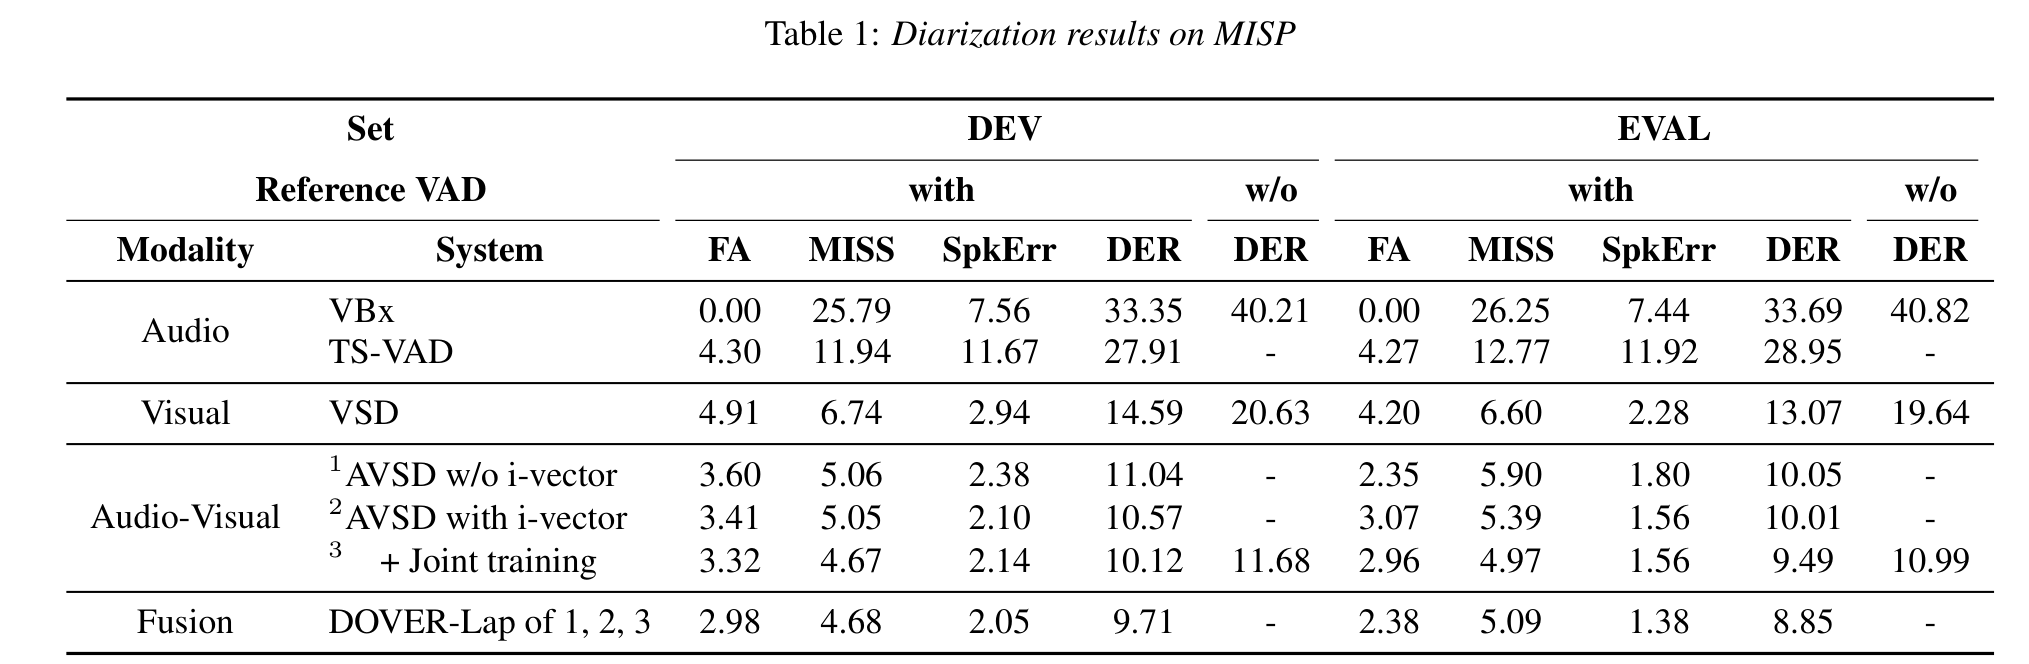 Table 1: Diarization results on MISP
Set DEV EVAL
Reference VAD with w/o with w/o
Modality System FA MISS SpkErr DER DER FA MISS SpkErr DER DER
Audio VBx 0.00 25.79 7.56 33.35 40.21 0.00 26.25 7.44 33.69 40.82
TS-VAD 4.30 11.94 11.67 27.91 - 4.27 12.77 11.92 28.95 -
Visual VSD 4.91 6.74 2.94 14.59 20.63 4.20 6.60 2.28 13.07 19.64
1 AVSD w/o i-vector 3.60 5.06 2.38 11.04 - 2.35 5.90 1.80 10.05 -
Audio-Visual 2 AVSD with i-vector 3.41 5.05 2.10 10.57 - 3.07 5.39 1.56 10.01 -
3 + Joint training 3.32 4.67 2.14 10.12 11.68 2.96 4.97 1.56 9.49 10.99
Fusion DOVER-Lap of 1, 2, 3 2.98 4.68 2.05 9.71 - 2.38 5.09 1.38 8.85 -